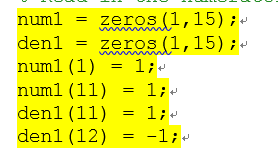 num1 = zeros(1,15);
den1 = zeros(1,15);
num1(1) = 1;
num1(11) = 1;
den1(11) = 1;
den1(12) = -1;